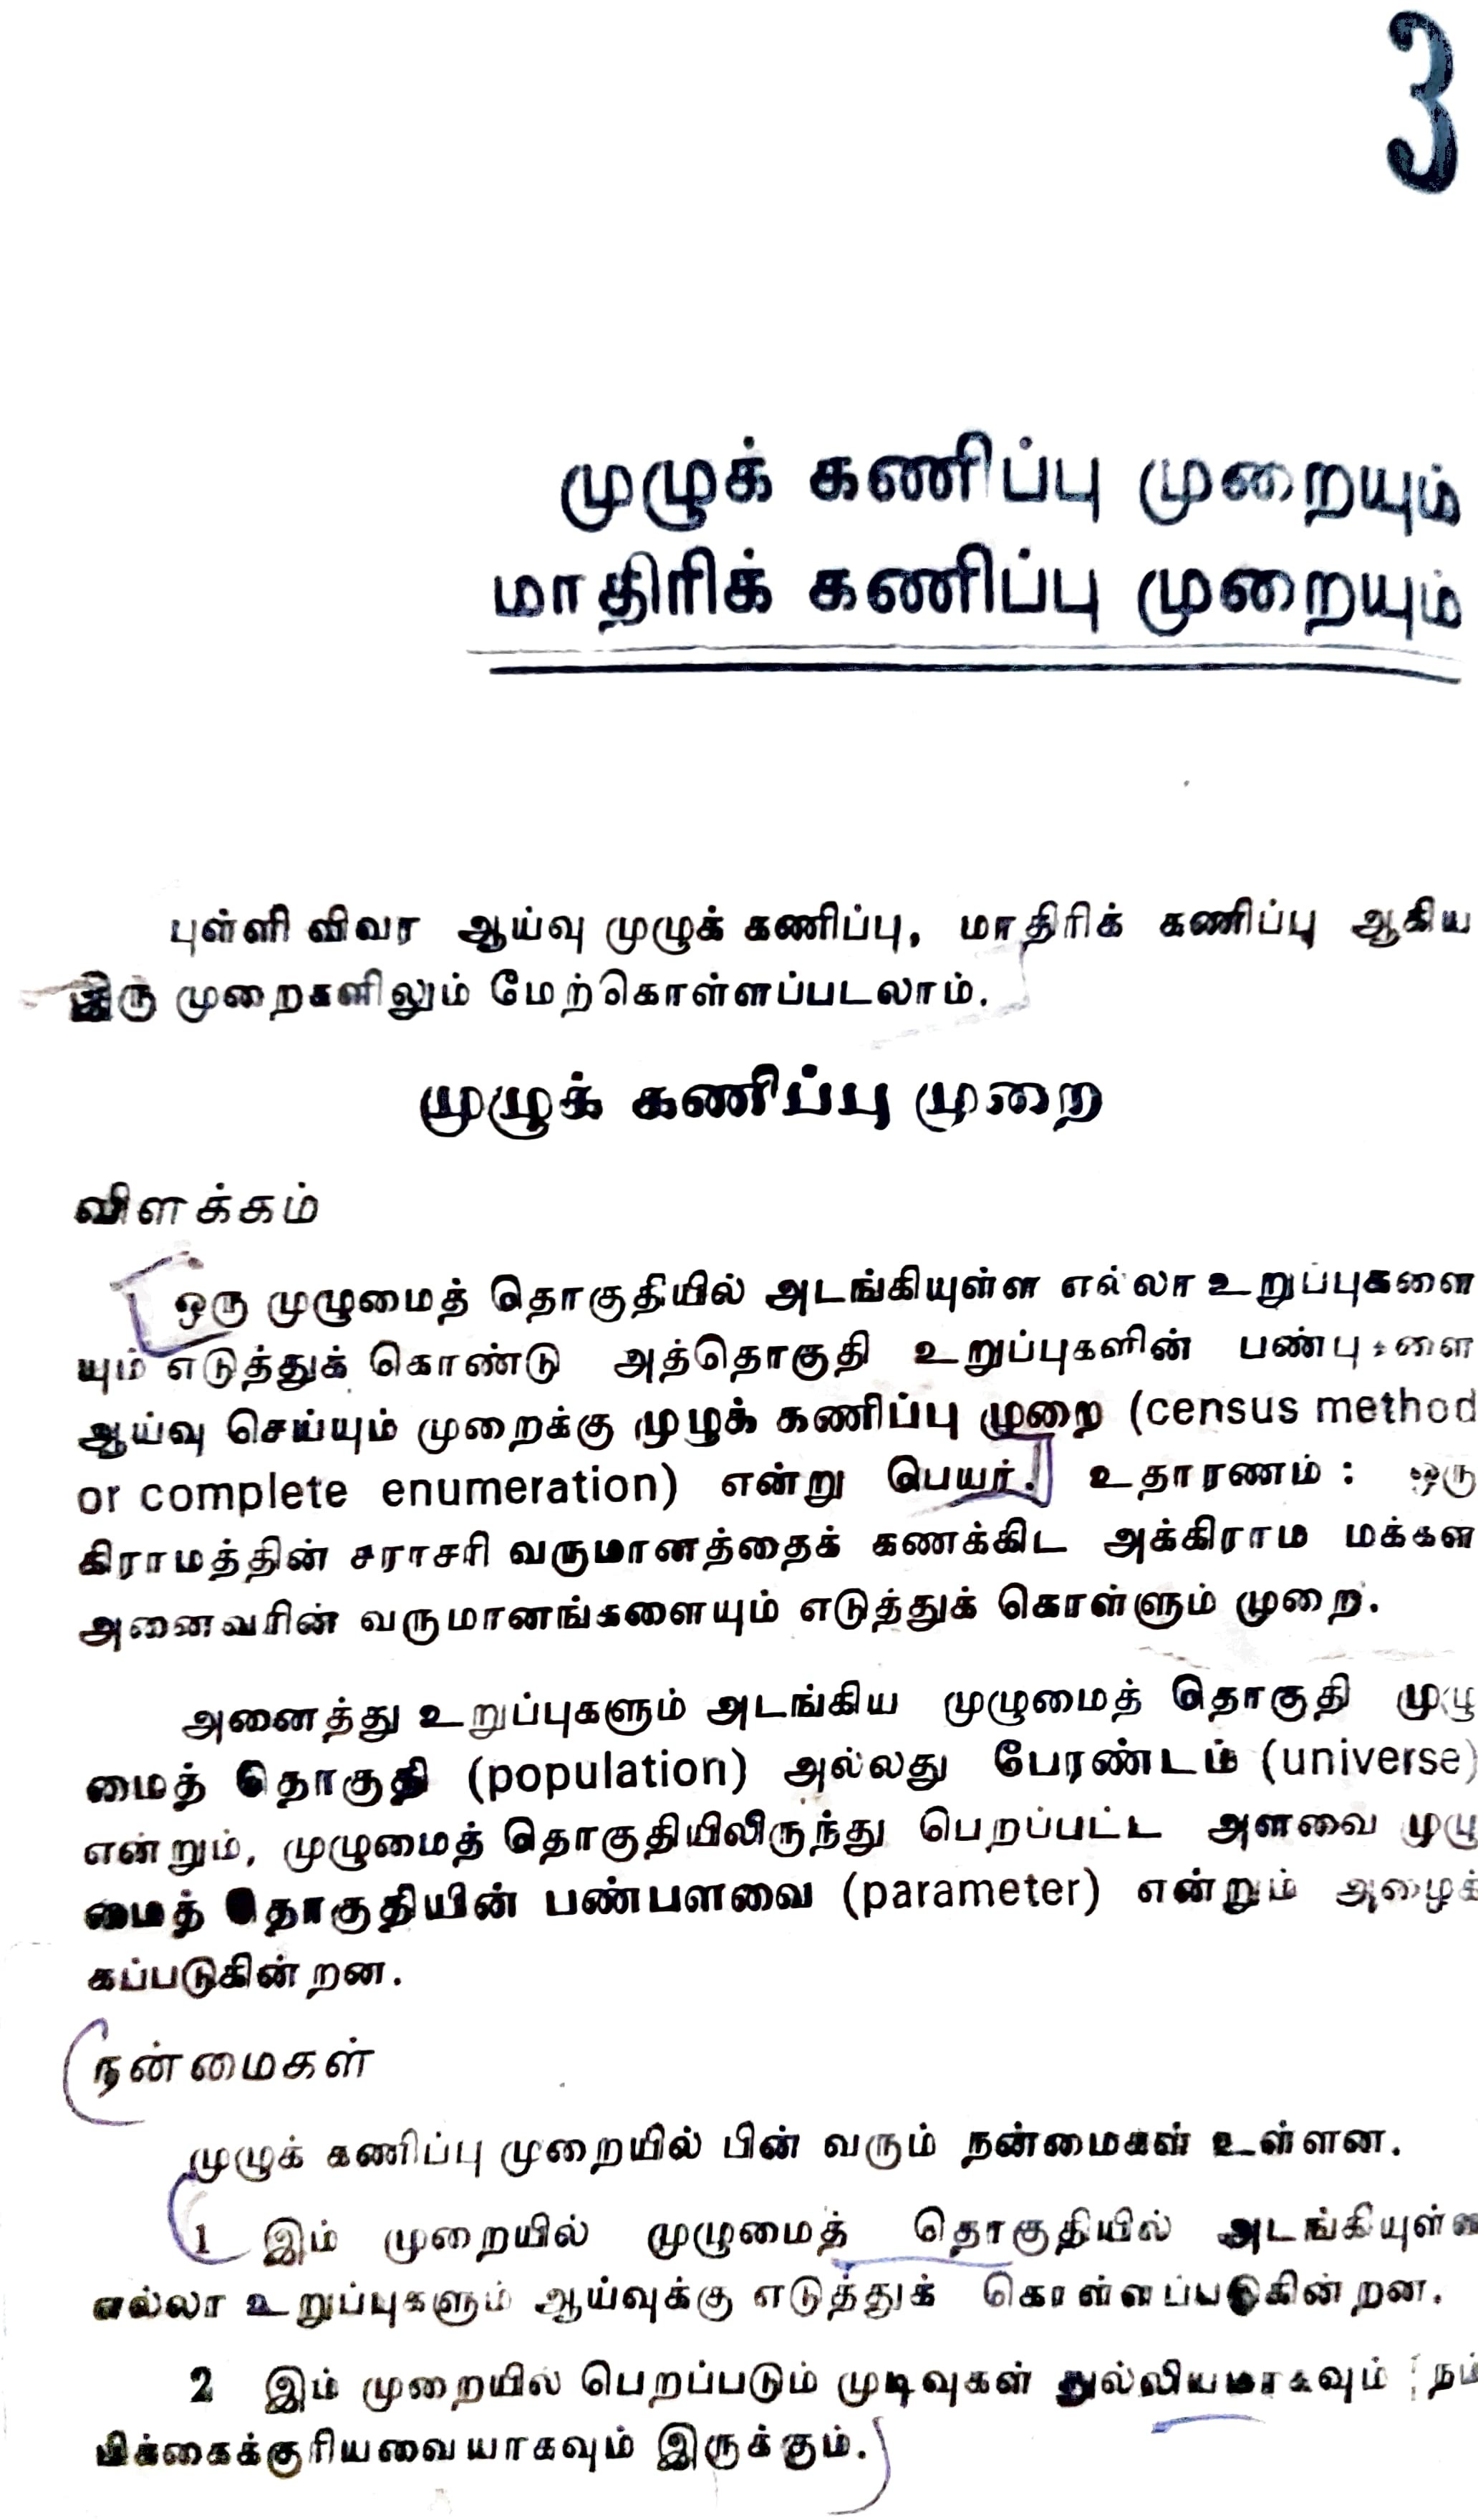 3
முழுக் கணிப்பு முறையும்
மாதிரிக் கணிப்பு முறையும்
புள்ளி விவர ஆய்வு முழுக் கணிப்பு, மாதிரிக் கணிப்பு ஆகிய
இரு முறைகளிலும் மேற்கொள்ளப்படலாம்.
முழுக் கணிப்பு முறை
விளக்கம்
ஒரு முழுமைத் தொகுதியில் அடங்கியுள்ள எல்லா உறுப்புகளை
யும் எடுத்துக் கொண்டு அத்தொகுதி உறுப்புகளின் பண்புகளை
ஆய்வு செய்யும் முறைக்கு முழுக் கணிப்பு முறை (census method
or complete enumeration) என்று பெயர். உதாரணம் : ஒரு
கிராமத்தின் சராசரி வருமானத்தைக் கணக்கிட அக்கிராம மக்கள்
அனைவரின் வருமானங்களையும் எடுத்துக் கொள்ளும் முறை.
அனைத்து உறுப்புகளும் அடங்கிய முழுமைத் தொகுதி முழு
மைத் தொகுதி (population) அல்லது பேரண்டம் (universe)
என்றும், முழுமைத் தொகுதியிலிருந்து பெறப்பட்ட அளவை முழு
மைத் தொகுதியின் பண்பளவை (parameter) என்றும் அழைக்
கப்படுகின்றன.
நன்மைகள்
முழுக் கணிப்பு முறையில் பின் வரும் நன்மைகள் உள்ளன.
1 இம் முறையில் முழுமைத் தொகுதியில் அடங்கியுள்ள
எல்லா உறுப்புகளும் ஆய்வுக்கு எடுத்துக் கொள்ளப்படுகின்றன.
2 இம் முறையில் பெறப்படும் முடிவுகள் துல்லியமாகவும் நம்
பிக்கைக்குரியவையாகவும் இருக்கும்.